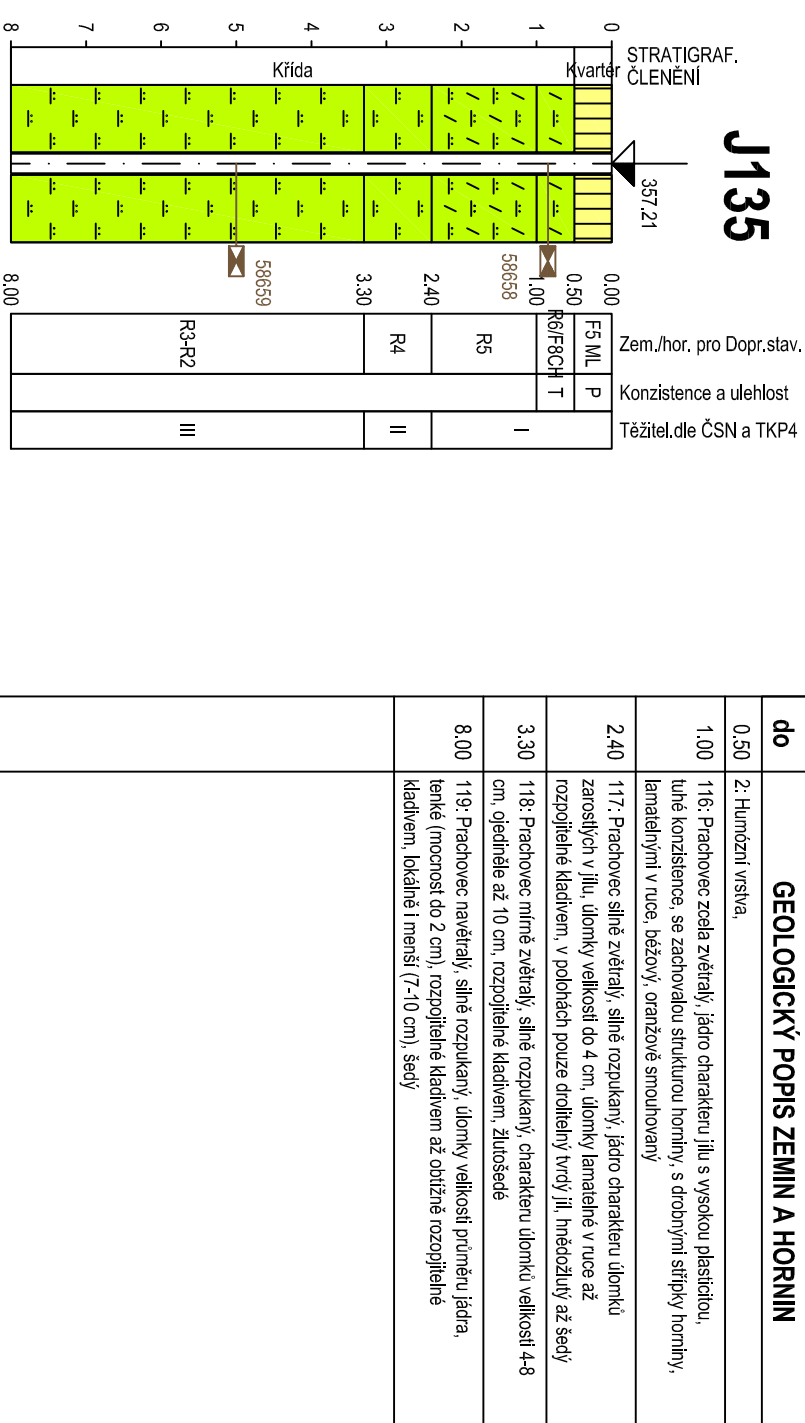 J135
STRATIGRAF.
ČLENĚNÍ
357.21
Zem./hor. pro Dopr.stav.
Konzistence a ulehlost
Těžitel.dle ČSN a TKP4
0
1
2
3
4
5
6
7
8
Kvartér
Křída
58658
58659
0.00
0.50
1.00
2.40
3.30
8.00
F5 ML
R6/F8CH
R5
R4
R3-R2
P
T
I
II
III
do
GEOLOGICKÝ POPIS ZEMIN A HORNIN
0.50 2: Humózní vrstva,
1.00 116: Prachovec zcela zvětralý, jádro charakteru jílu s vysokou plasticitou,
tuhé konzistence, se zachovalou strukturou horniny, s drobnými střípky horniny,
lamatelnými v ruce, béžový, oranžově smouhovaný
2.40 117: Prachovec silně zvětralý, silně rozpukaný, jádro charakteru úlomků
zarostlých v jílu, úlomky velikosti do 4 cm, úlomky lamatelné v ruce až
rozpojitelné kladivem, v polohách pouze drolitelný tvrdý jíl, hnědožlutý až šedý
3.30 118: Prachovec mírně zvětralý, silně rozpukaný, charakteru úlomků velikosti 4-8
cm, ojediněle až 10 cm, rozpojitelné kladivem, žlutošedé
8.00 119: Prachovec navětralý, silně rozpukaný, úlomky velikosti průměru jádra,
tenké (mocnost do 2 cm), rozpojitelné kladivem až obtížně rozopjitelné
kladivem, lokálně i menší (7-10 cm), šedý